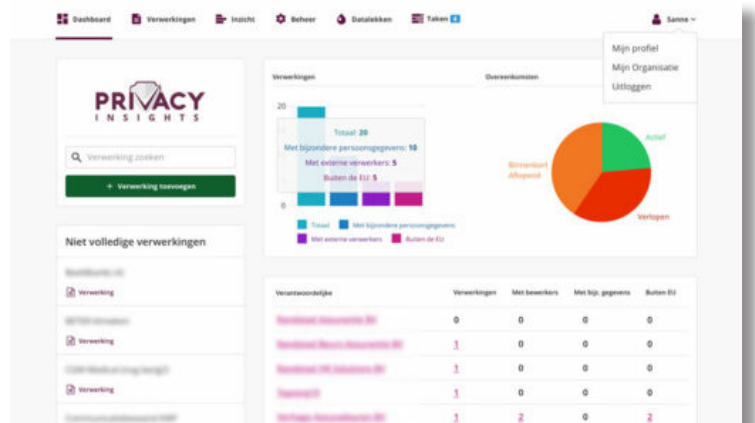 Dashboard Verwerkingen Inzicht Beheer Datalekken Taken Sanne
Mijn profiel
Mijn Organisatie
Uitloggen
PRIVACY
INSIGHTS
Verwerking zoeken
+ Verwerking toevoegen
Verwerkingen
20
Totaal: 20
Met bijzondere persoonsgegevens: 10
Met externe verwerkers: 5
Buiten de EU: 5
0
Totaal Met bijzondere persoonsgegevens
Met externe verwerkers Buiten de EU
Overeenkomsten
Actief
Binnenkort
Aflopend
Verlopen
Niet volledige verwerkingen
Verwerking
Verwerking
Verwerking
Verantwoordelijke Verwerkingen Met bewerkers Met bijz. gegevens Buiten EU
0 0 0 0
1 0 0 0
1 0 0 0
1 0 0 0
1 2 0 2